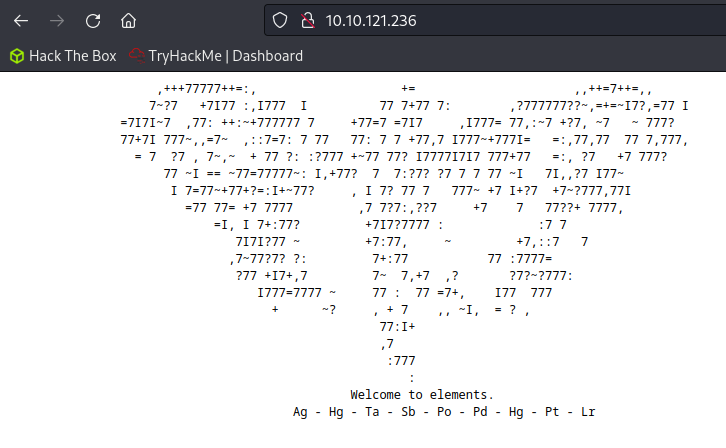 10.10.121.236
Hack The Box TryHackMe | Dashboard
,+++77777++=:, += ,,++=7++=,,
7~?7 +7I77 :,I777 I 77 7+77 7: ,?777777??~,=+=~I7?,=77 I
=7I7I~7 ,77: ++:~+777777 7 +77=7 =7I7 ,I777= 77,:~7 +?7, ~7 ~ 777?
77+7I 777~,,=7~ ,::7=7: 7 77 77: 7 7 +77,7 I777~+777I= =:,77,77 77 7,777,
= 7 ?7 , 7~,~ + 77 ?: :?777 +~77 77? I7777I7I7 777+77 =:, ?7 +7 777?
77 ~I == ~77=77777~: I,+77? 7 7:?7? ?7 7 7 77 ~I 7I,,?7 I77~
I 7=77~+77+?=:I+~77? , I 7? 77 7 777~ +7 I+?7 +7~?777,77I
=77 77= +7 7777 ,7 7?7:,??7 +7 7 77??+ 7777,
=I, I 7+:77? +7I7?7777 : :7 7
7I7I?77 ~ +7:77, ~ +7,::7 7
,7~77?7? ?: 7+:77 77 :7777=
?77 +I7+,7 7~ 7,+7 ,? ?7?~?777:
I777=7777 ~ 77 : 77 =7+, I77 777
+ ~? , + 7 ,, ~I, = ? ,
77:I+
,7
:777
:
Welcome to elements.
Ag - Hg - Ta - Sb - Po - Pd - Hg - Pt - Lr